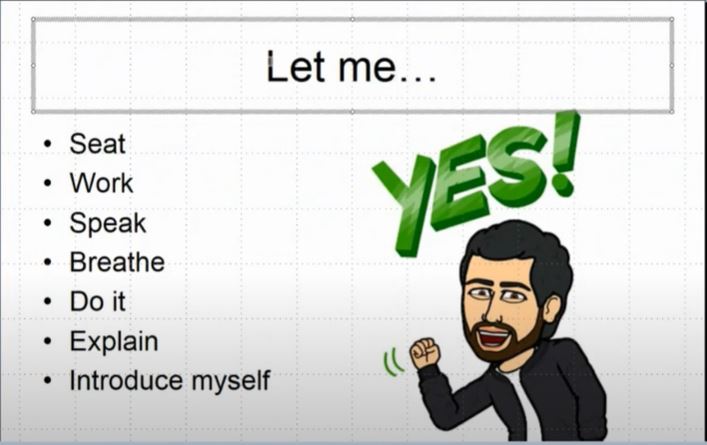 Let me…
• Seat
• Work
• Speak
• Breathe
• Do it
• Explain
• Introduce myself
YES!